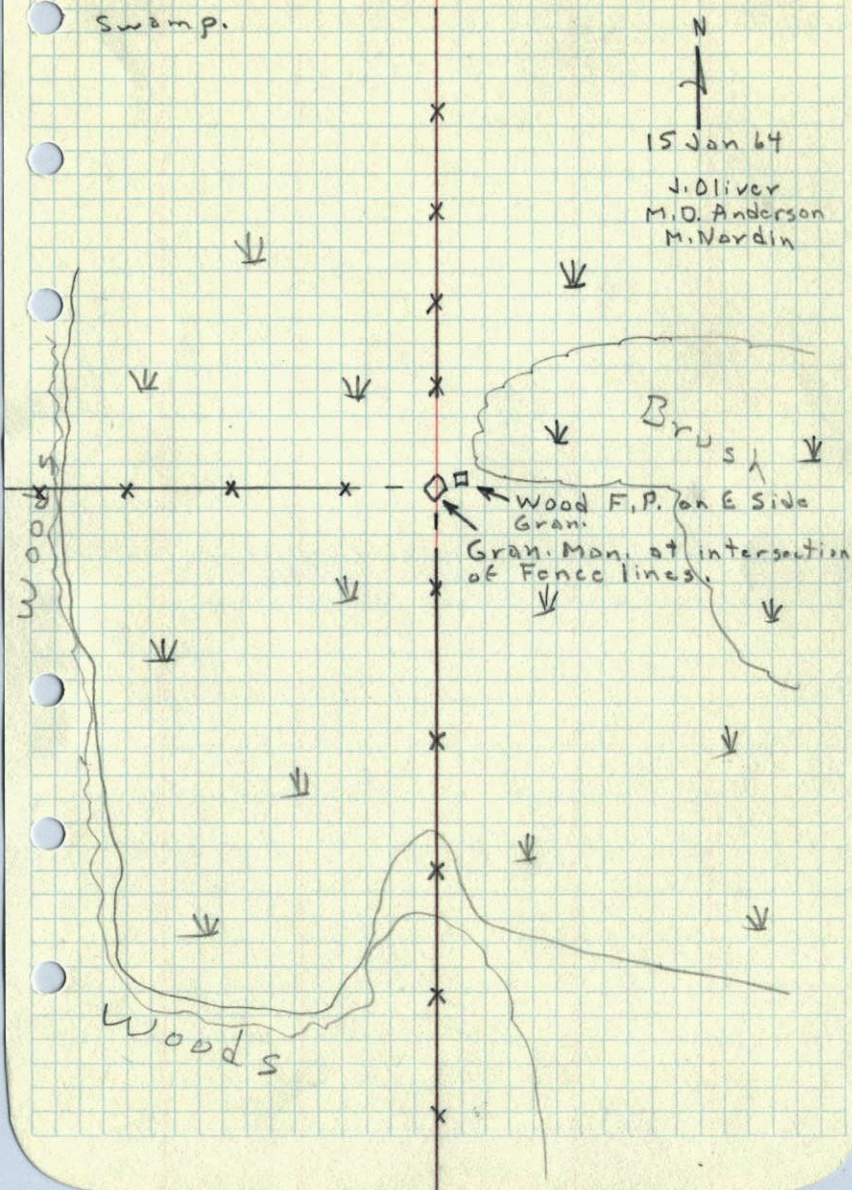 Swamp.
N
15 Jan 64
J. Oliver
M.O. Anderson
M. Nordin
Brush
Woods
Wood F.P. on E Side
Gran.
Gran. Mon. at intersection
of Fence lines.
Woods